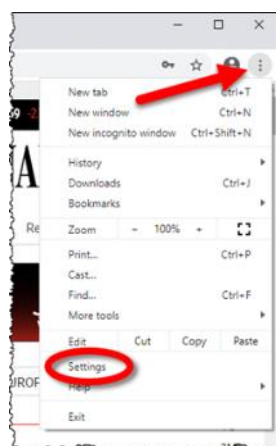 New tab Ctrl+T
New window Ctrl+N
New incognito window Ctrl+Shift+N
History
Downloads Ctrl+J
Bookmarks
Zoom - 100% +
Print... Ctrl+P
Cast...
Find... Ctrl+F
More tools
Edit Cut Copy Paste
Settings
Help
Exit
A
Re